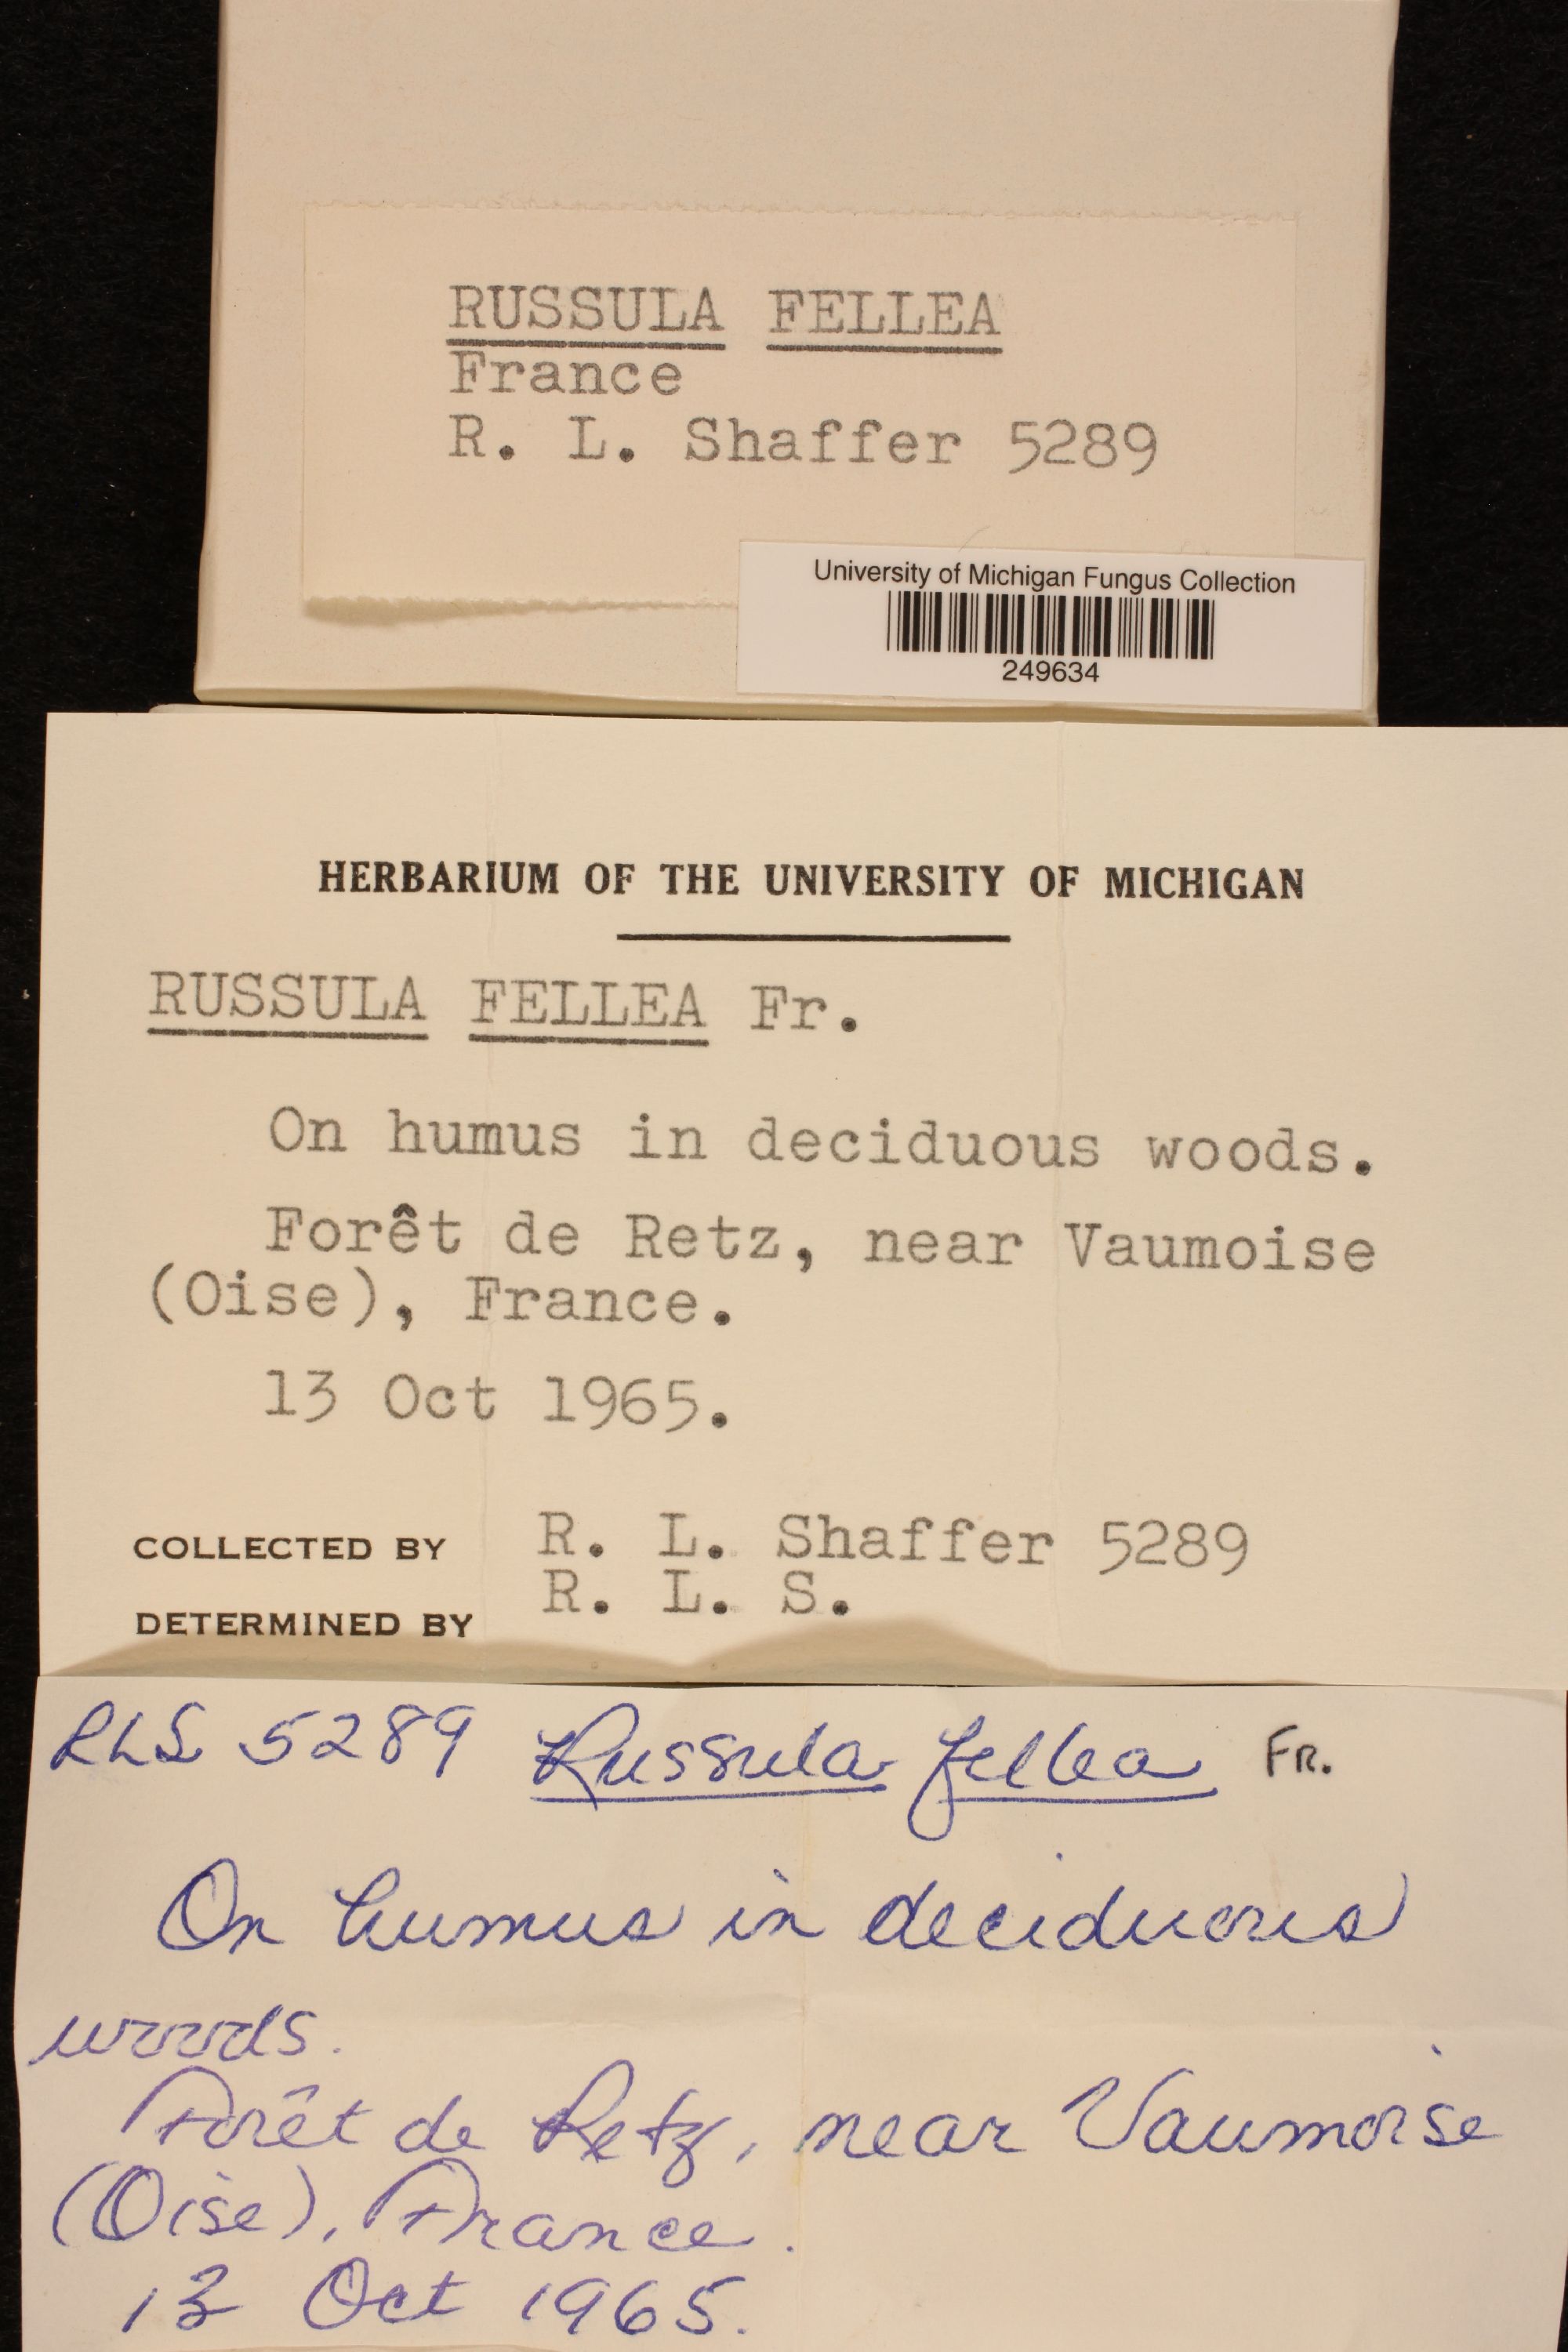 RUSSULA FELLEA
France
R. L. Shaffer 5289
University of Michigan Fungus Collection
249634
HERBARIUM OF THE UNIVERSITY OF MICHIGAN
RUSSULA FELLEA Fr.
On humus in deciduous woods.
Forêt de Retz, near Vaumoise
(Oise), France.
13 Oct 1965.
COLLECTED BY R. L. Shaffer 5289
DETERMINED BY R. L. S.
RLS 5289 Russula fellea FR.
On humus in deciduous
woods.
Forêt de Retz, near Vaumoise
(Oise), France.
13 Oct 1965.